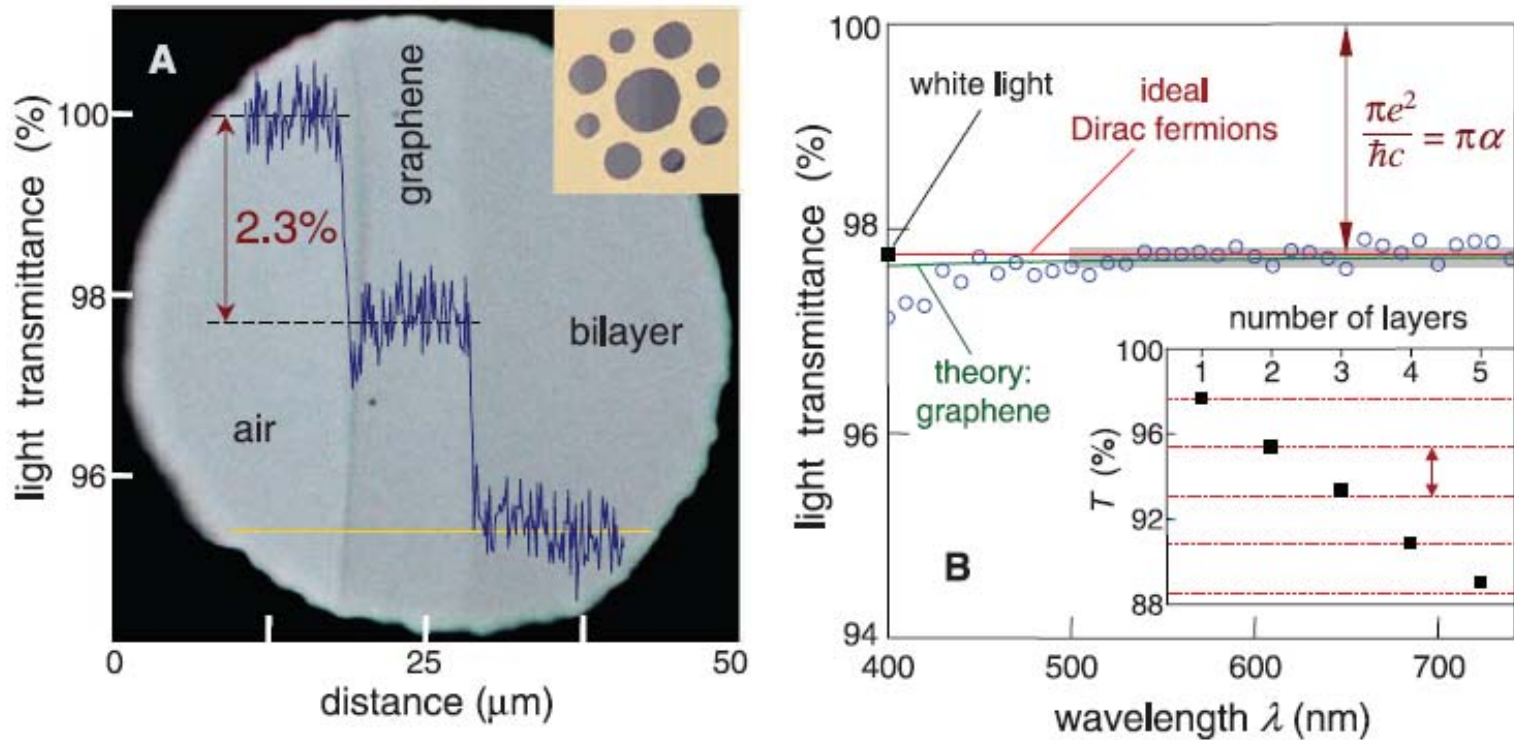 A
graphene
2.3%
air
bilayer
100
98
96
light transmittance (%)
0
25
50
distance (μm)
100
98
96
94
light transmittance (%)
white light
ideal
Dirac fermions
πe²/ħc = πα
theory:
graphene
B
number of layers
1 2 3 4 5
100
96
92
88
T (%)
400
500
600
700
wavelength λ (nm)